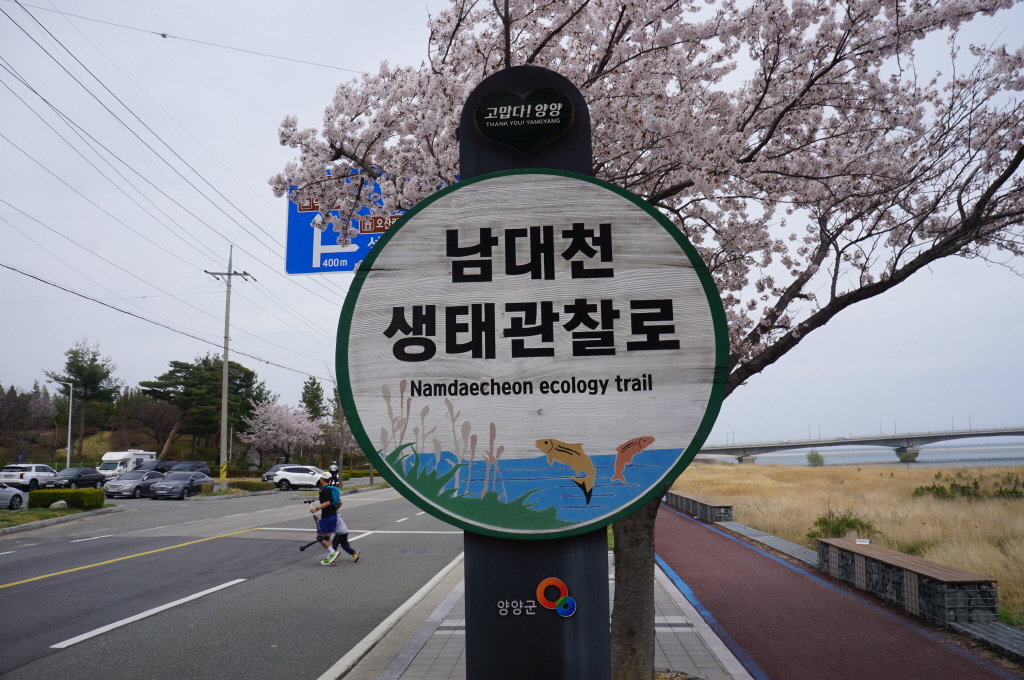 고맙다! 양양
THANK YOU! YANGYANG
400m
남대천
생태관찰로
Namdaecheon ecology trail
양양군